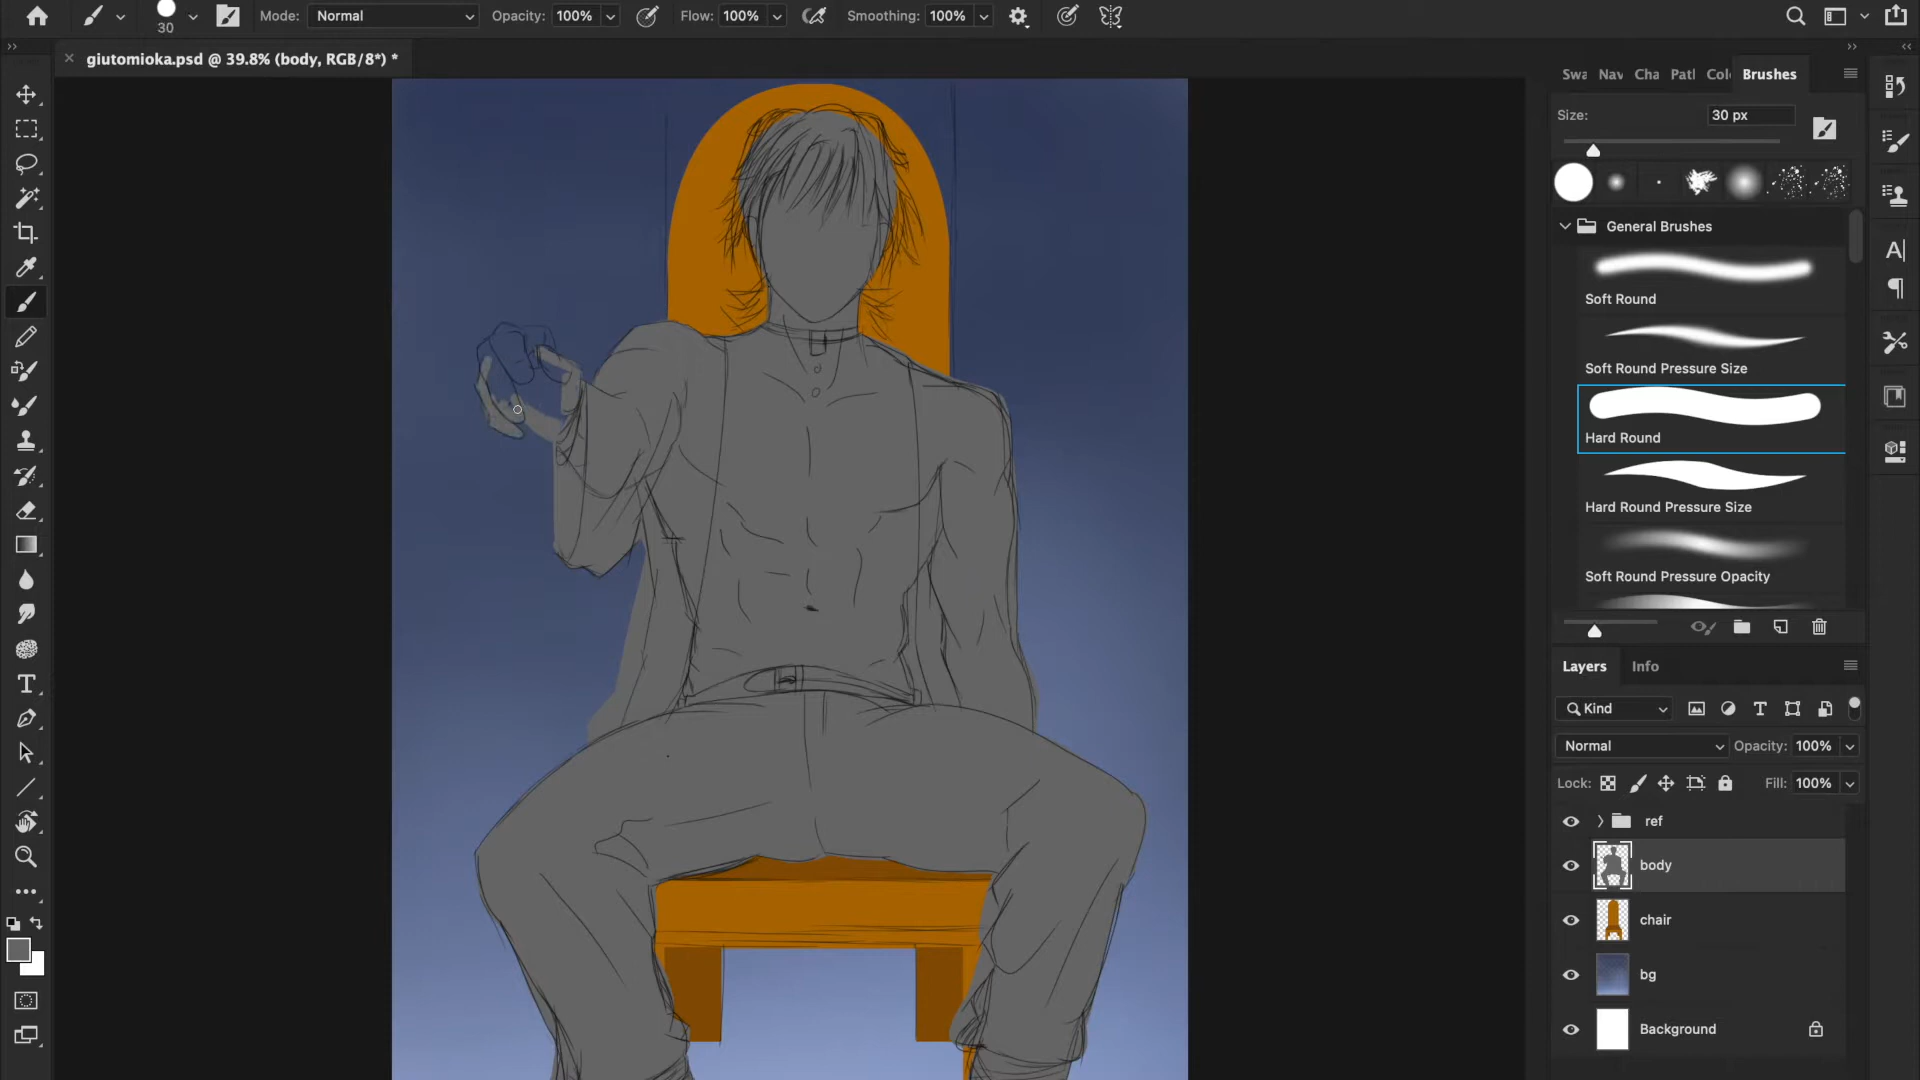 30
Mode:
Normal
Opacity: 100%
Flow: 100%
Smoothing: 100%
giutomioka.psd @ 39.8% (body, RGB/8*) *
Swa
Nav
Cha
Patl
Colo
Brushes
Size:
30 px
General Brushes
Soft Round
Soft Round Pressure Size
Hard Round
Hard Round Pressure Size
Soft Round Pressure Opacity
Layers
Info
Kind
Normal
Opacity: 100%
Lock:
Fill: 100%
ref
body
chair
bg
Background